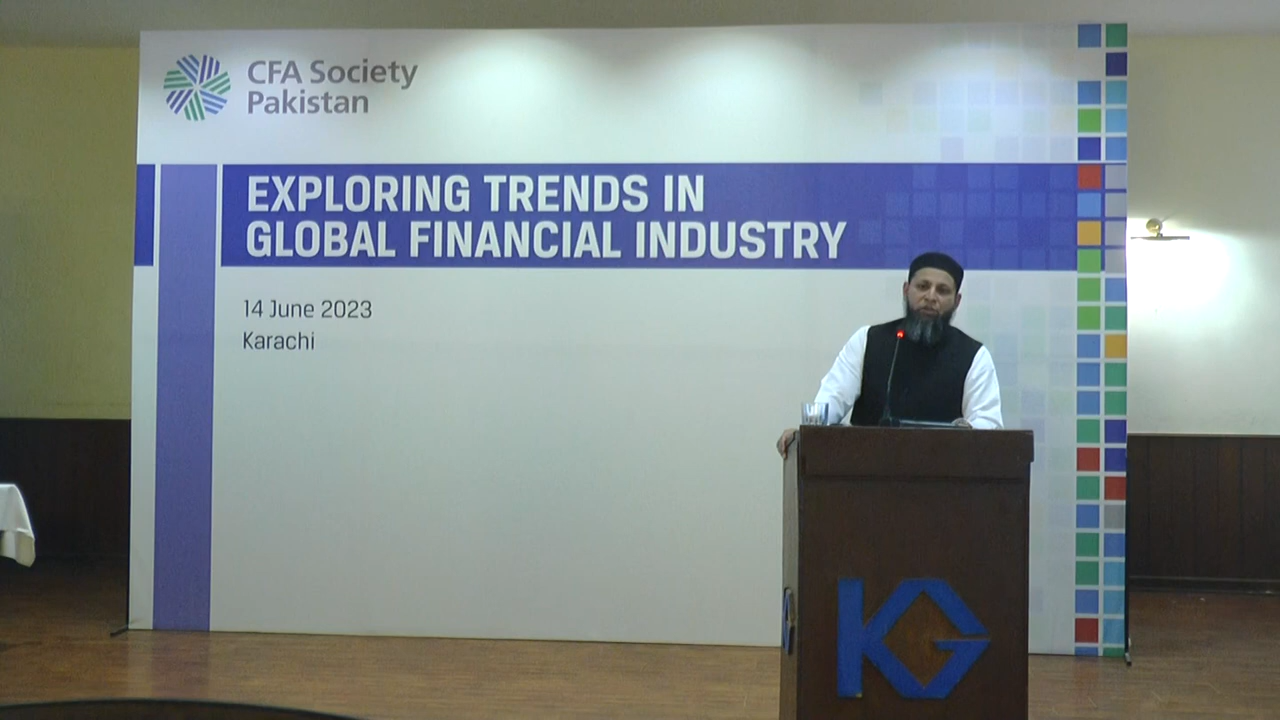 CFA Society
Pakistan
EXPLORING TRENDS IN
GLOBAL FINANCIAL INDUSTRY
14 June 2023
Karachi
KG